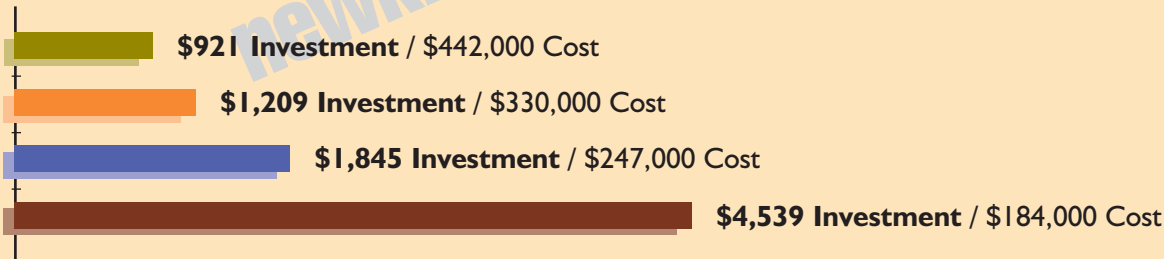 $921 Investment / $442,000 Cost
$1,209 Investment / $330,000 Cost
$1,845 Investment / $247,000 Cost
$4,539 Investment / $184,000 Cost